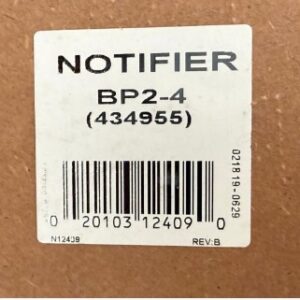 NOTIFIER
BP2-4
(434955)
021819-0629
0 20103 12409 0
N12409
REV:B